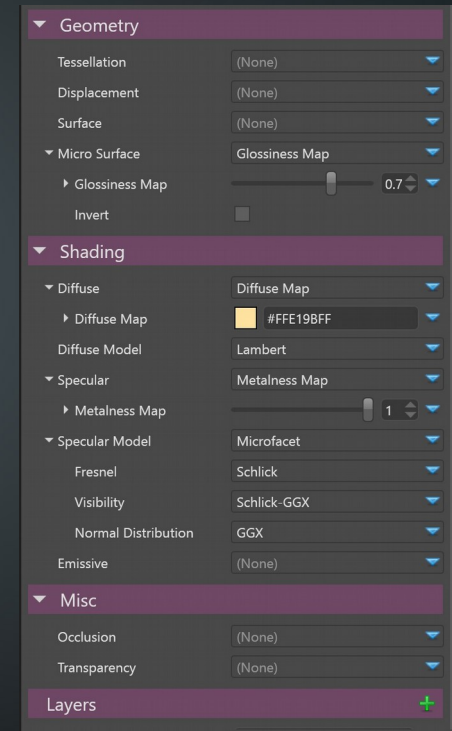 Geometry
Tessellation (None)
Displacement (None)
Surface (None)
Micro Surface Glossiness Map
Glossiness Map 0.7
Invert
Shading
Diffuse Diffuse Map
Diffuse Map #FFE19BFF
Diffuse Model Lambert
Specular Metalness Map
Metalness Map 1
Specular Model Microfacet
Fresnel Schlick
Visibility Schlick-GGX
Normal Distribution GGX
Emissive (None)
Misc
Occlusion (None)
Transparency (None)
Layers